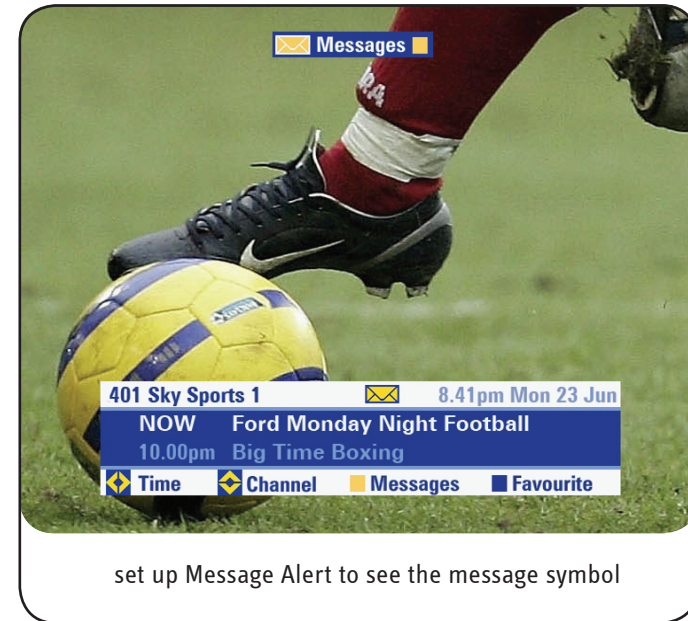 Messages
401 Sky Sports 1 8.41pm Mon 23 Jun
NOW Ford Monday Night Football
10.00pm Big Time Boxing
Time Channel Messages Favourite
set up Message Alert to see the message symbol